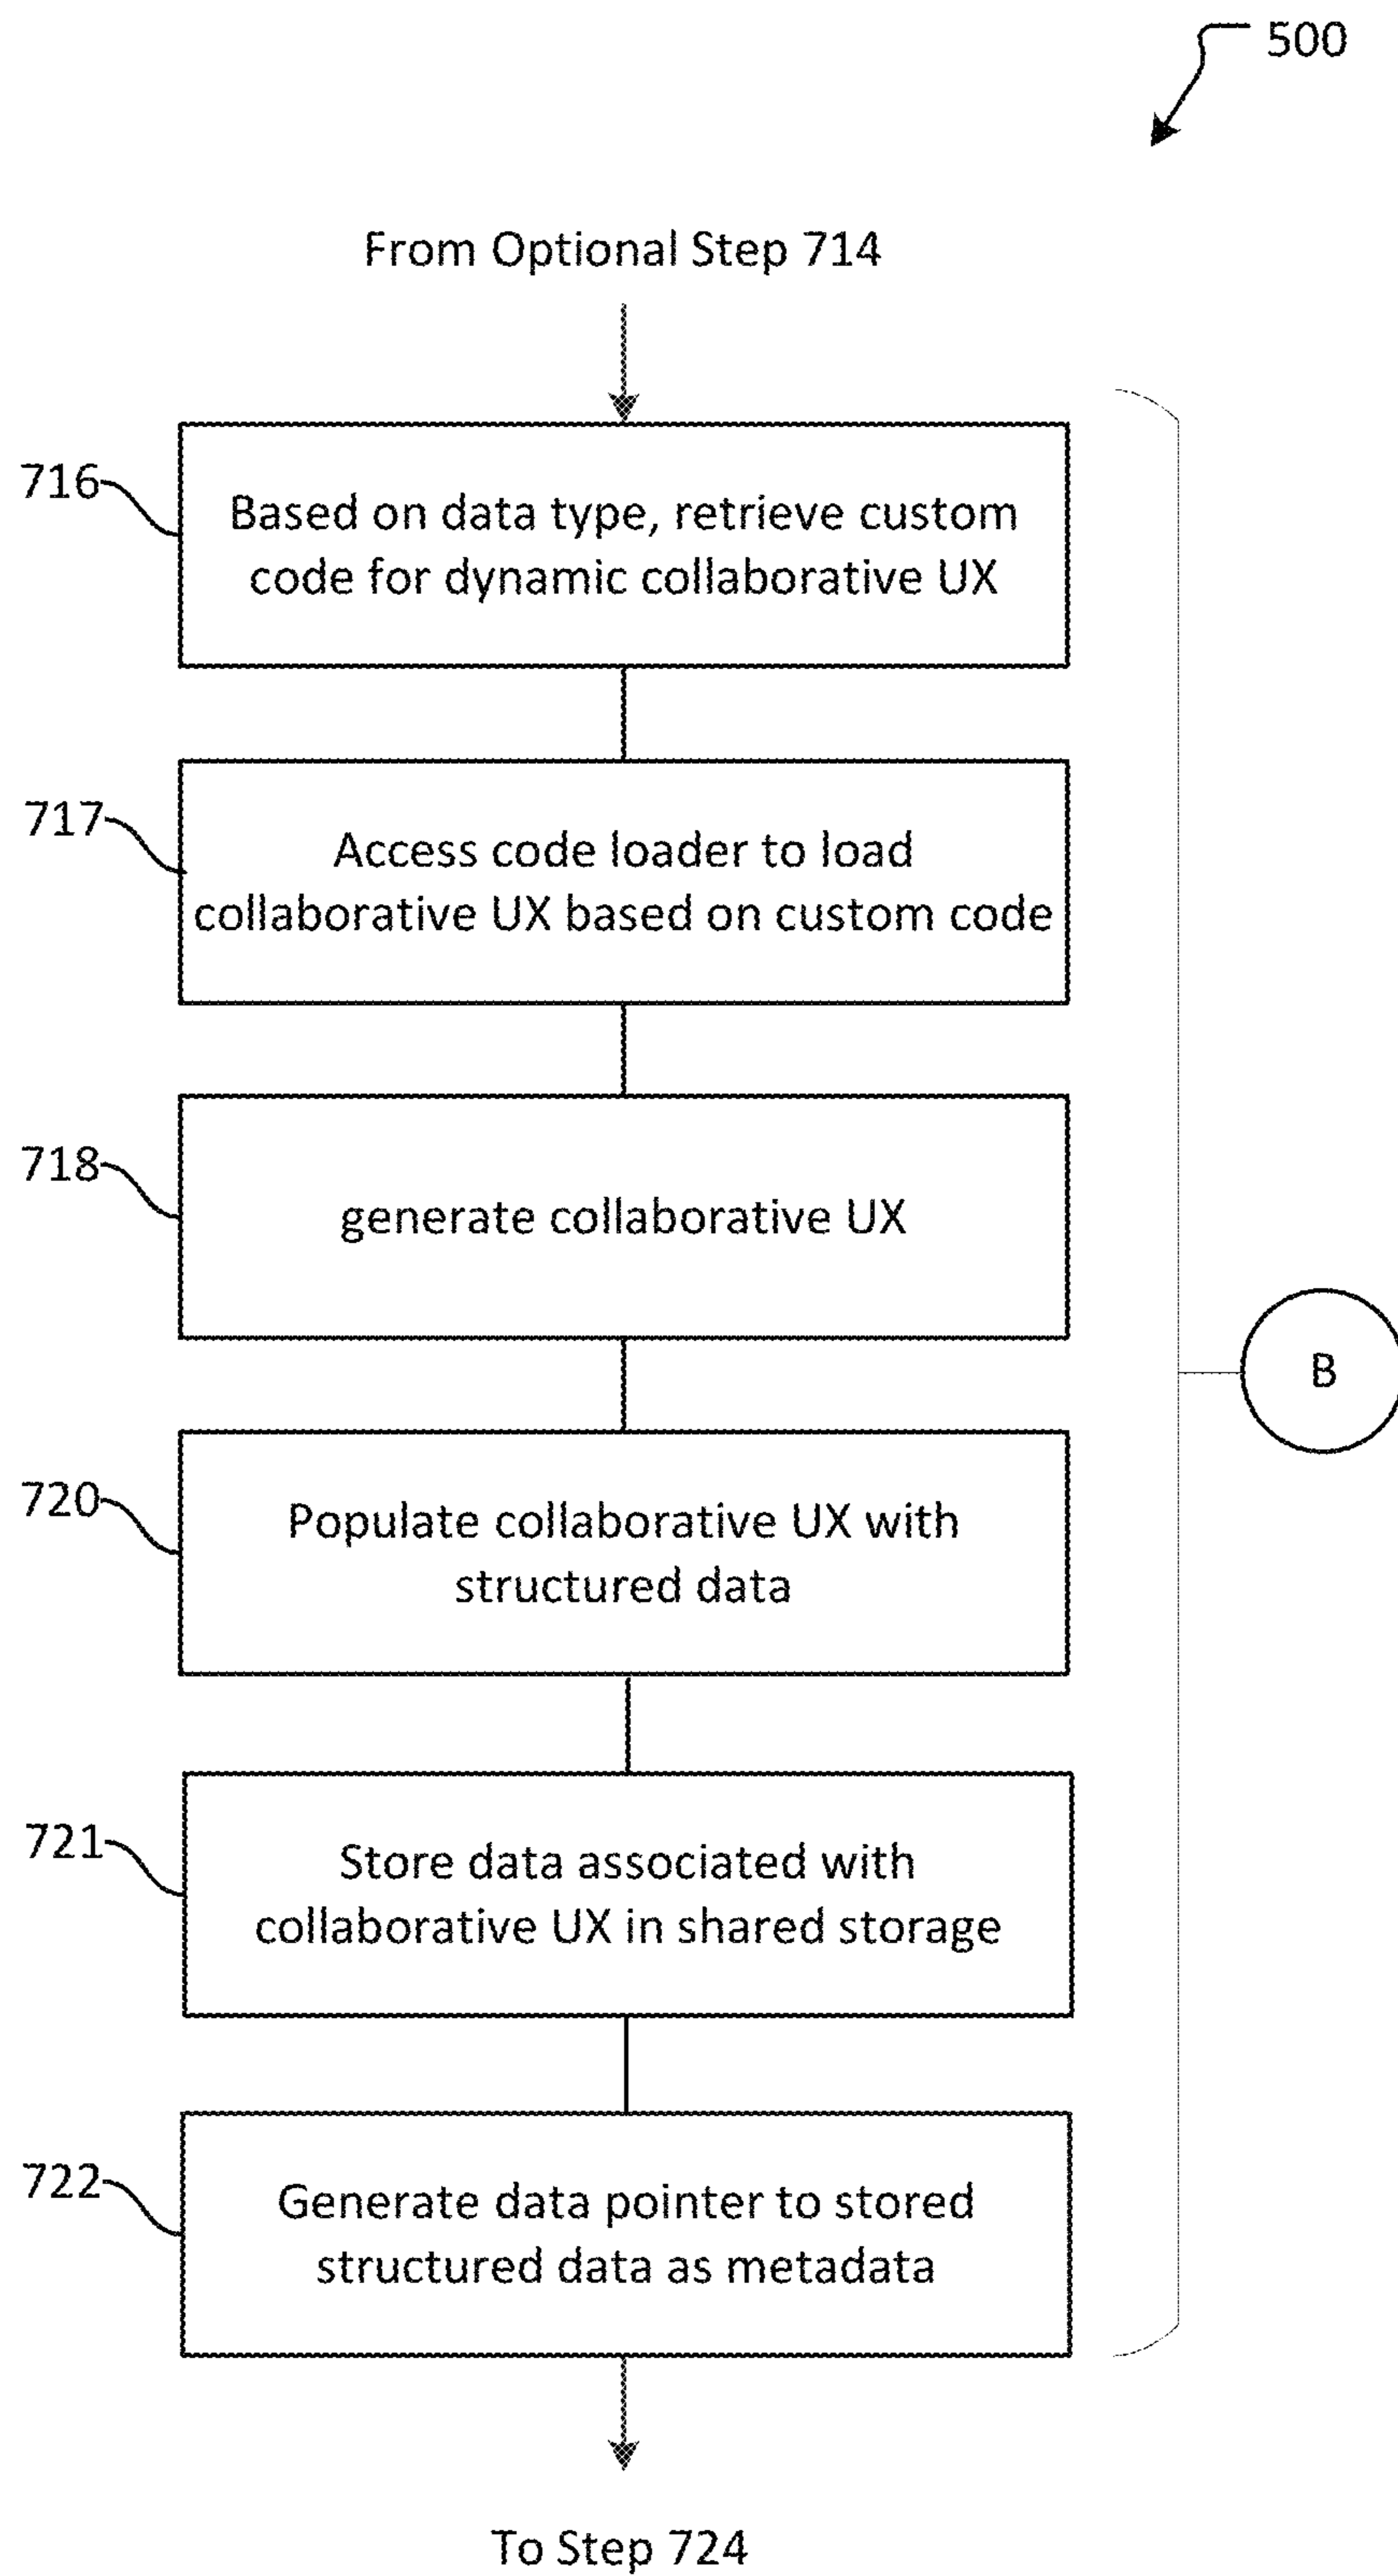 500
From Optional Step 714
716
Based on data type, retrieve custom
code for dynamic collaborative UX
717
Access code loader to load
collaborative UX based on custom code
718
generate collaborative UX
B
720
Populate collaborative UX with
structured data
721
Store data associated with
collaborative UX in shared storage
722
Generate data pointer to stored
structured data as metadata
To Step 724